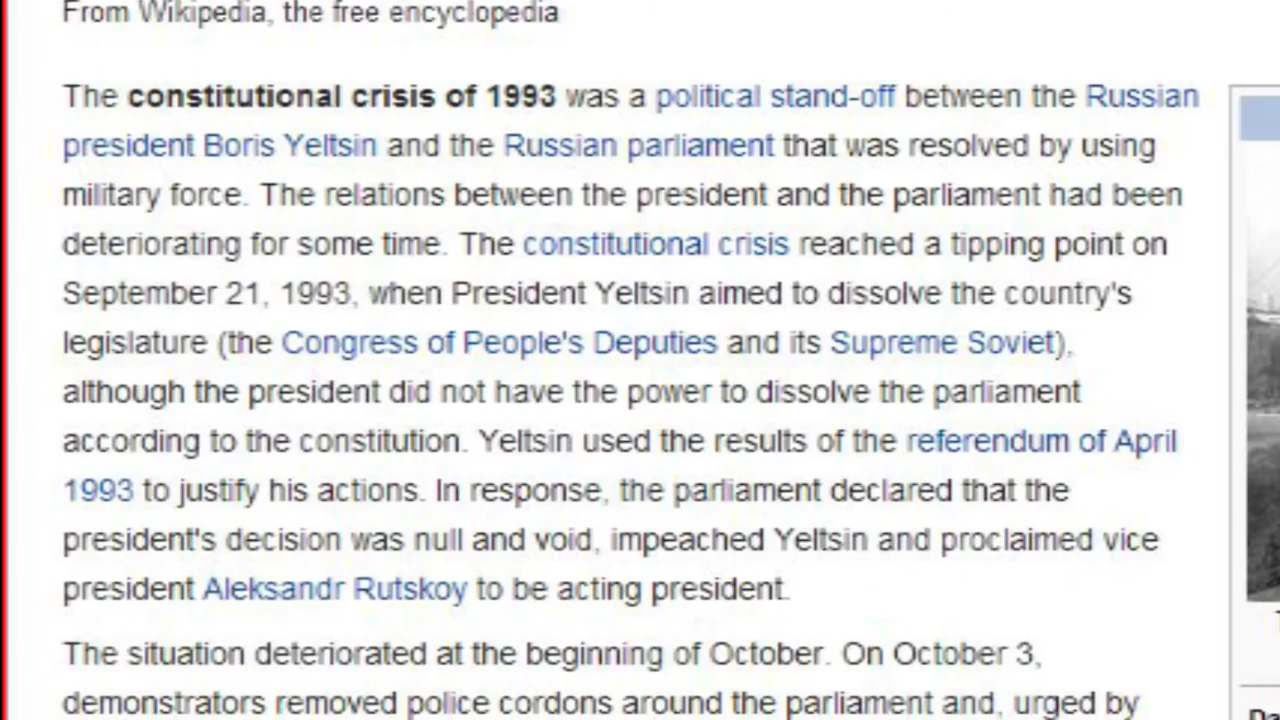 From Wikipedia, the free encyclopedia
The constitutional crisis of 1993 was a political stand-off between the Russian
president Boris Yeltsin and the Russian parliament that was resolved by using
military force. The relations between the president and the parliament had been
deteriorating for some time. The constitutional crisis reached a tipping point on
September 21, 1993, when President Yeltsin aimed to dissolve the country's
legislature (the Congress of People's Deputies and its Supreme Soviet),
although the president did not have the power to dissolve the parliament
according to the constitution. Yeltsin used the results of the referendum of April
1993 to justify his actions. In response, the parliament declared that the
president's decision was null and void, impeached Yeltsin and proclaimed vice
president Aleksandr Rutskoy to be acting president.
The situation deteriorated at the beginning of October. On October 3,
demonstrators removed police cordons around the parliament and, urged by